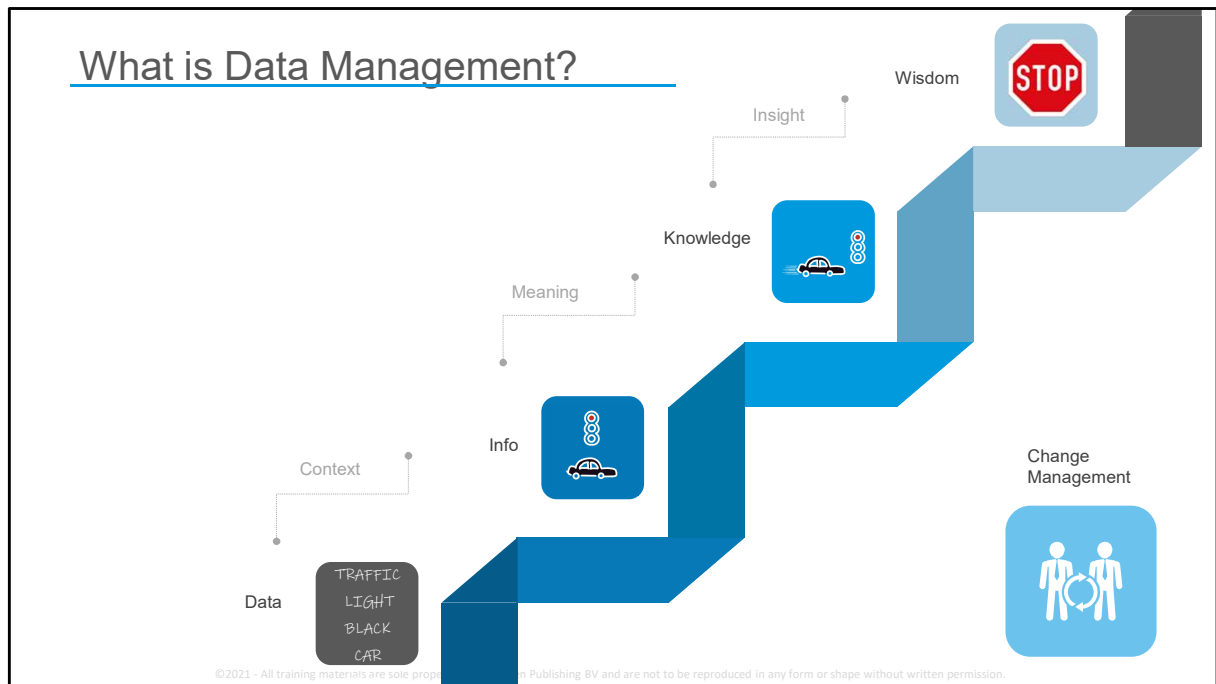 What is Data Management?
Wisdom
STOP
Insight
Knowledge
Meaning
Info
Context
Change
Management
Data
TRAFFIC
LIGHT
BLACK
CAR
©2021 - All training materials are sole Publishing BV and are not to be reproduced in any form or shape without written permission.